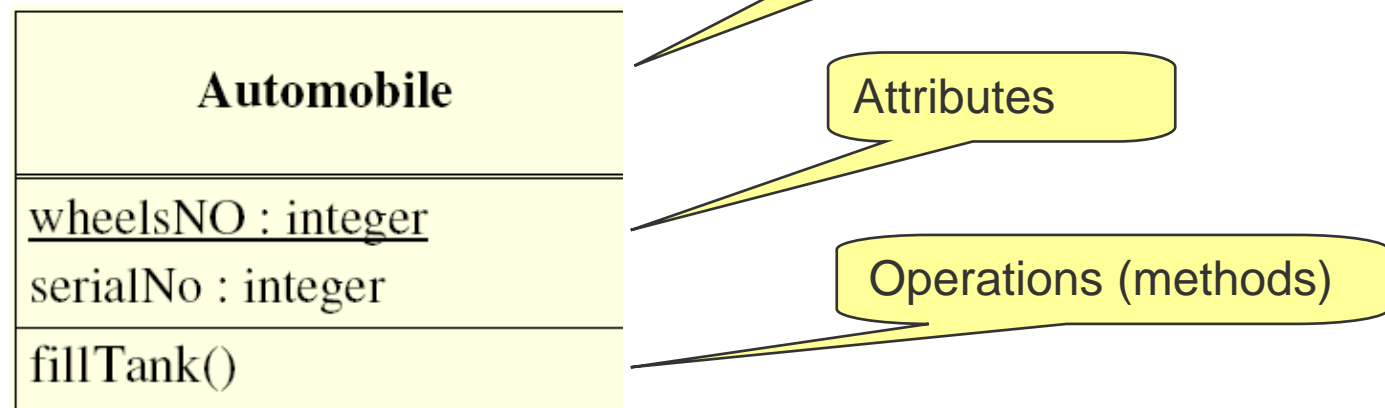 Automobile
Attributes
wheelsNO : integer
serialNo : integer
Operations (methods)
fillTank()